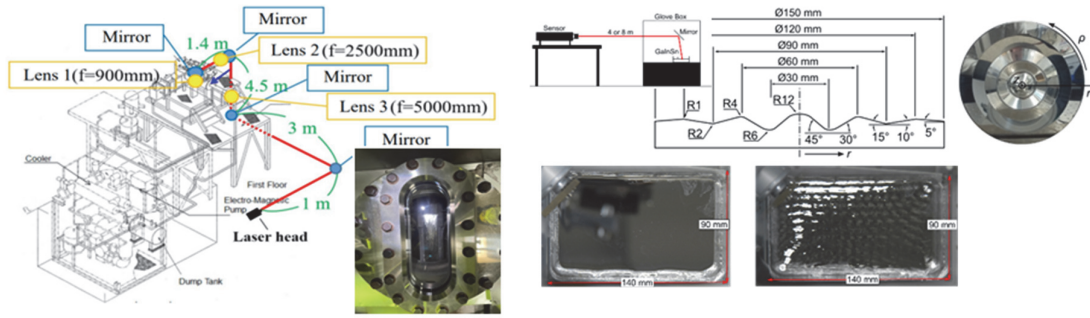 Mirror
Mirror
1.4 m
Lens 2 (f=2500mm)
Lens 1 (f=900mm)
Mirror
4.5 m
Lens 3 (f=5000mm)
3 m
Mirror
Cooler
First Floor
Electro-Magnetic
Pump
1 m
Laser head
Dump Tank
Sensor
4 or 8 m
Glove Box
Mirror
GaInSn
Ø150 mm
Ø120 mm
Ø90 mm
Ø60 mm
Ø30 mm
R1
R4
R12
R2
R6
45°
30°
15°
10°
5°
r
ρ
r
90 mm
140 mm
90 mm
140 mm